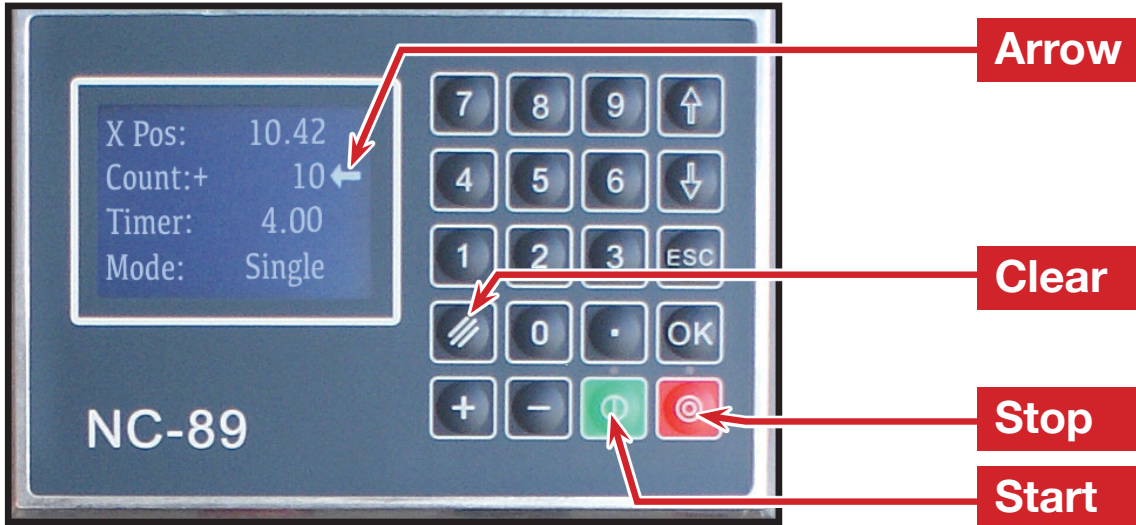 X Pos: 10.42
Count:+ 10
Timer: 4.00
Mode: Single
7 8 9
4 5 6
1 2 3 ESC
0 . OK
+ -
NC-89
Arrow
Clear
Stop
Start